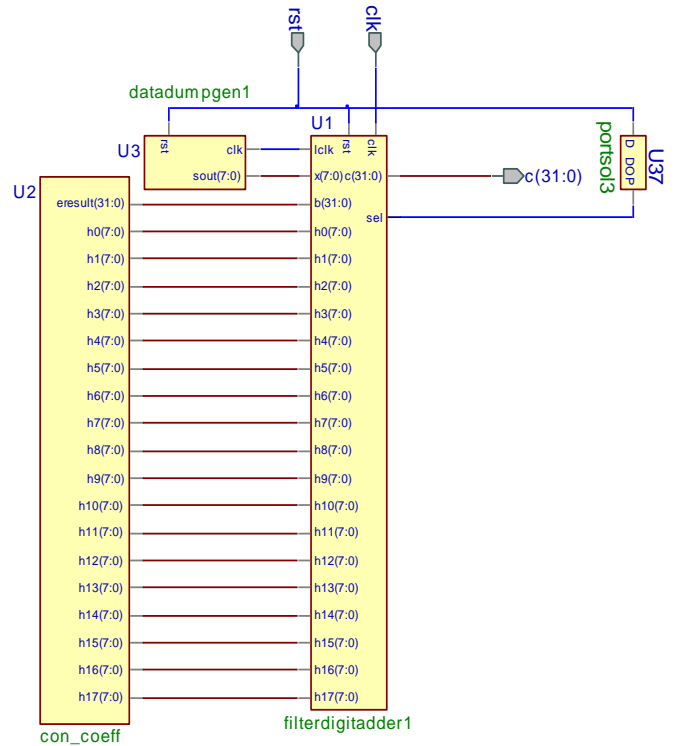 rst
clk
datadumpgen1
U1
U3
rst
clk
sout(7:0)
lclk
rst
clk
x(7:0)
c(31:0)
c(31:0)
sel
D
DOP
portsol3
U37
U2
eresult(31:0)
h0(7:0)
h1(7:0)
h2(7:0)
h3(7:0)
h4(7:0)
h5(7:0)
h6(7:0)
h7(7:0)
h8(7:0)
h9(7:0)
h10(7:0)
h11(7:0)
h12(7:0)
h13(7:0)
h14(7:0)
h15(7:0)
h16(7:0)
h17(7:0)
b(31:0)
h0(7:0)
h1(7:0)
h2(7:0)
h3(7:0)
h4(7:0)
h5(7:0)
h6(7:0)
h7(7:0)
h8(7:0)
h9(7:0)
h10(7:0)
h11(7:0)
h12(7:0)
h13(7:0)
h14(7:0)
h15(7:0)
h16(7:0)
h17(7:0)
con_coeff
filterdigitadder1